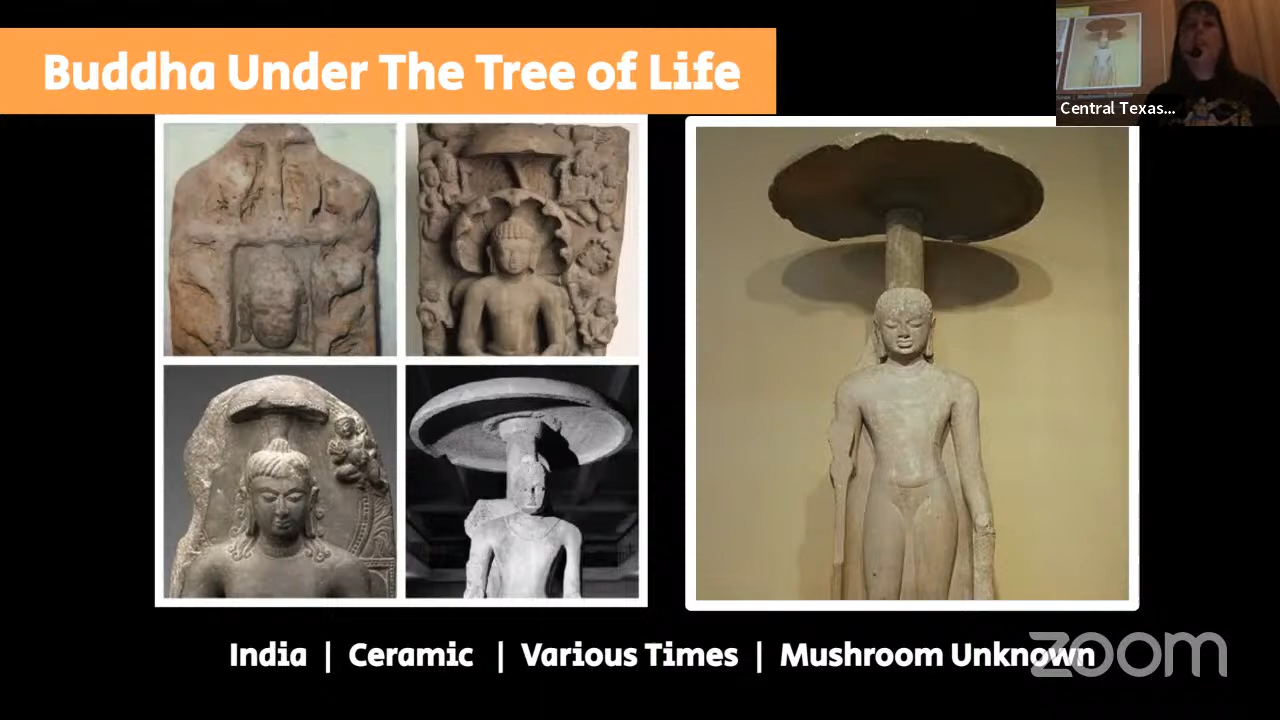 Buddha Under The Tree of Life
Central Texas...
India | Ceramic | Various Times | Mushroom Unknown
zoom